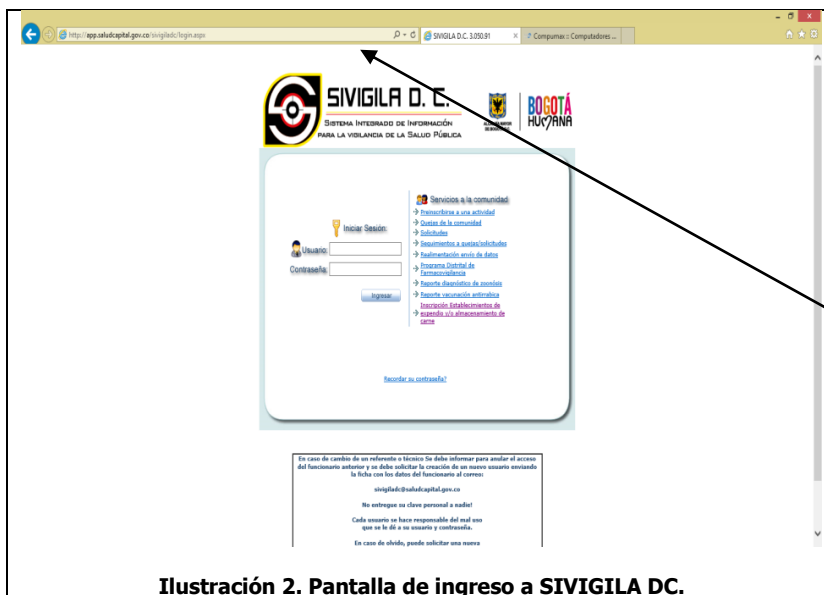 http://app.saludcapital.gov.co/sivigiladc/login.aspx
SIVIGILA D.C. 3.050.91
Compumax :: Computadores ...
SIVIGILA D. C.
SISTEMA INTEGRADO DE INFORMACIÓN
PARA LA VIGILANCIA DE LA SALUD PÚBLICA
BOGOTÁ
HUMANA
Servicios a la comunidad
Preinscribirse a una actividad
Quejas de la comunidad
Solicitudes
Seguimientos a quejas/solicitudes
Realimentación envío de datos
Programa Distrital de
Farmacovigilancia
Reporte diagnóstico de zoonósis
Reporte vacunación antirrabica
Inscripción Establecimientos de
expendio y/o almacenamiento de
carne
Iniciar Sesión:
Usuario:
Contraseña:
Ingresar
Recordar su contraseña?
En caso de cambio de un referente o técnico Se debe informar para anular el acceso
del funcionario anterior y se debe solicitar la creación de un nuevo usuario enviando
la ficha con los datos del funcionario al correo:
sivigiladc@saludcapital.gov.co
No entregue su clave personal a nadie!
Cada usuario se hace responsable del mal uso
que se le dé a su usuario y contraseña.
En caso de olvido, puede solicitar una nueva
Ilustración 2. Pantalla de ingreso a SIVIGILA DC.